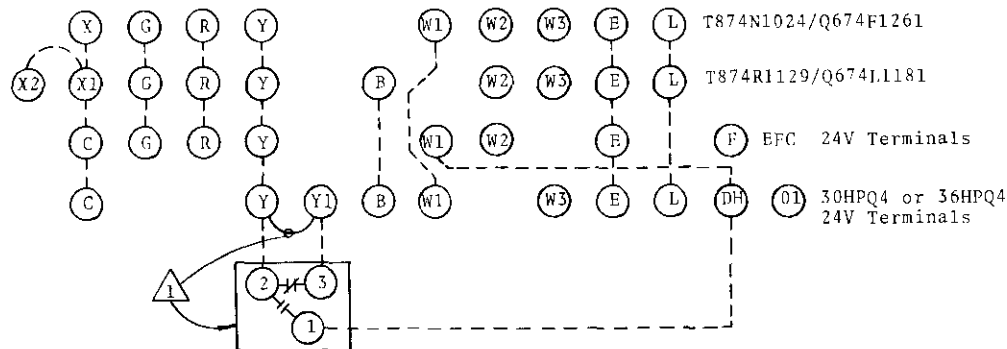 X G R Y W1 W2 W3 E L T874N1024/Q674F1261
X2 X1 G R Y B W2 W3 E L T874R1129/Q674L1181
C G R Y W1 W2 E F EFC 24V Terminals
C Y Y1 B W1 W3 E L DH 01 30HPQ4 or 36HPQ4
24V Terminals
1 2 3
1